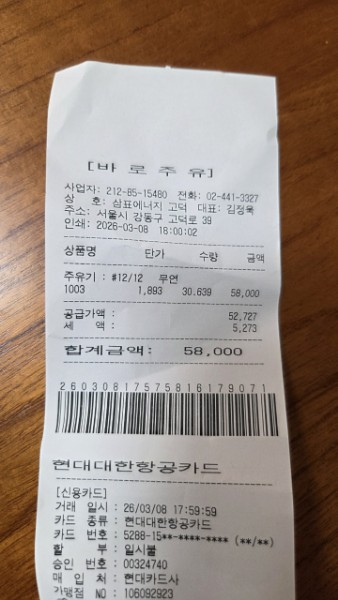 [바 로 주 유]
사업자: 212-85-15480 전화: 02-441-3327
상 호: 삼표에너지 고덕 대표: 김정욱
주소: 서울시 강동구 고덕로 39
인쇄: 2026-03-08 18:00:02
상품명 단가 수량 금액
주유기 : #12/12 무연
1003 1,893 30.639 58,000
공급가액 : 52,727
세 액 : 5,273
합계금액: 58,000
2603081757581617 9071
현대대한항공카드
[신용카드]
거래 일시 : 26/03/08 17:59:59
카드 종류 : 현대대한항공카드
카드 번호 : 5288-15**-****-**** (**/**)
할 부 : 일시불
승인 번호 : 00324740
매 입 처 : 현대카드사
가맹점 NO : 106092923